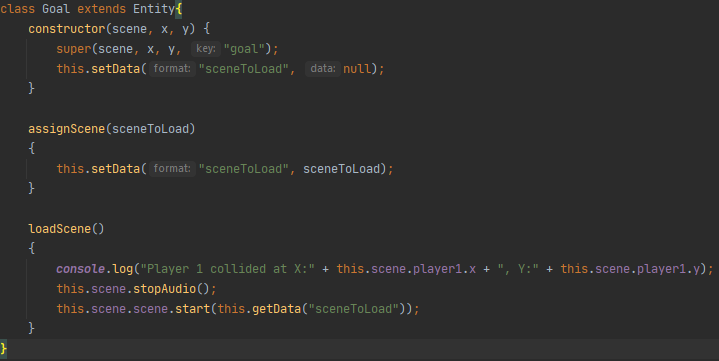 class Goal extends Entity{
    constructor(scene, x, y) {
        super(scene, x, y, key: "goal");
        this.setData( format: "sceneToLoad", data: null);
    }

    assignScene(sceneToLoad)
    {
        this.setData( format: "sceneToLoad", sceneToLoad);
    }

    loadScene()
    {
        console.log("Player 1 collided at X:" + this.scene.player1.x + ", Y:" + this.scene.player1.y);
        this.scene.stopAudio();
        this.scene.scene.start(this.getData("sceneToLoad"));
    }
}